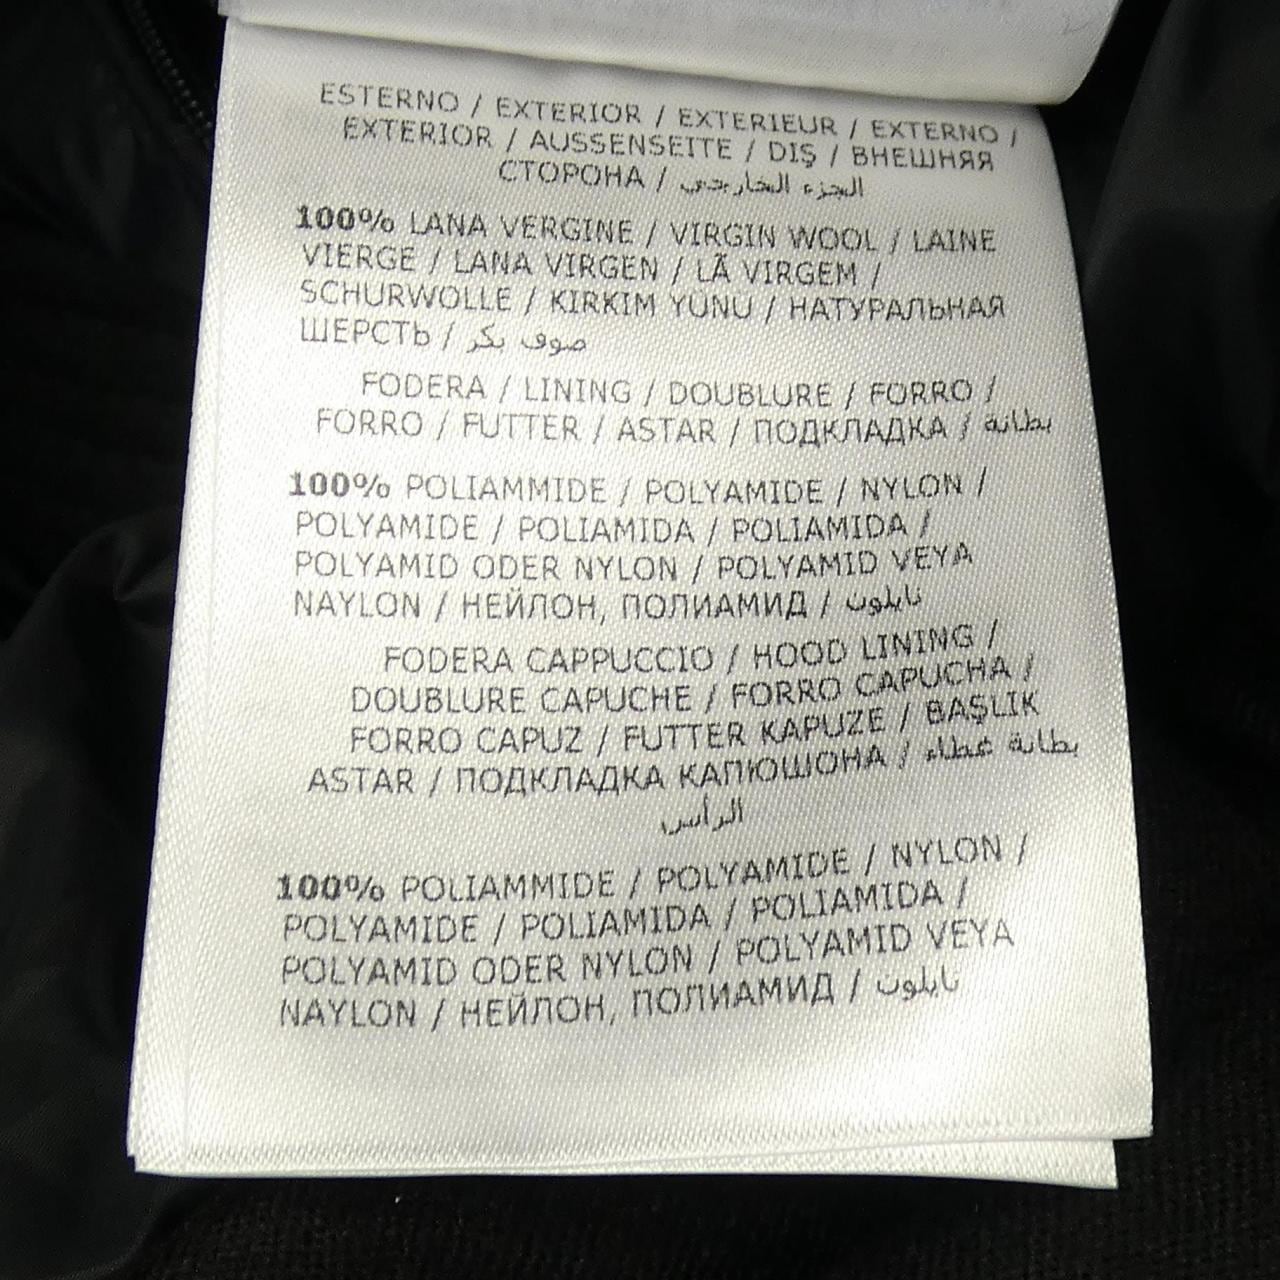 ESTERNO / EXTERIOR / EXTERIEUR / EXTERNO /
EXTERIOR / AUSSENSEITE / DIŞ / ВНЕШНЯЯ
СТОРОНА / الجزء الخارجي
100% LANA VERGINE / VIRGIN WOOL / LAINE
VIERGE / LANA VIRGEN / LÃ VIRGEM /
SCHURWOLLE / KIRKIM YÜNÜ / НАТУРАЛЬНАЯ
ШЕРСТЬ / صوف بكر
FODERA / LINING / DOUBLURE / FORRO /
FORRO / FUTTER / ASTAR / ПОДКЛАДКА / بطانة
100% POLIAMMIDE / POLYAMIDE / NYLON /
POLYAMIDE / POLIAMIDA / POLIAMIDA /
POLYAMID ODER NYLON / POLYAMID VEYA
NAYLON / НЕЙЛОН, ПОЛИАМИД / نايلون
FODERA CAPPUCCIO / HOOD LINING /
DOUBLURE CAPUCHE / FORRO CAPUCHA /
FORRO CAPUZ / FUTTER KAPUZE / BAŞLIK
ASTAR / ПОДКЛАДКА КАПЮШОНА / بطانة غطاء
الرأس
100% POLIAMMIDE / POLYAMIDE / NYLON /
POLYAMIDE / POLIAMIDA / POLIAMIDA /
POLYAMID ODER NYLON / POLYAMID VEYA
NAYLON / НЕЙЛОН, ПОЛИАМИД / نايلون